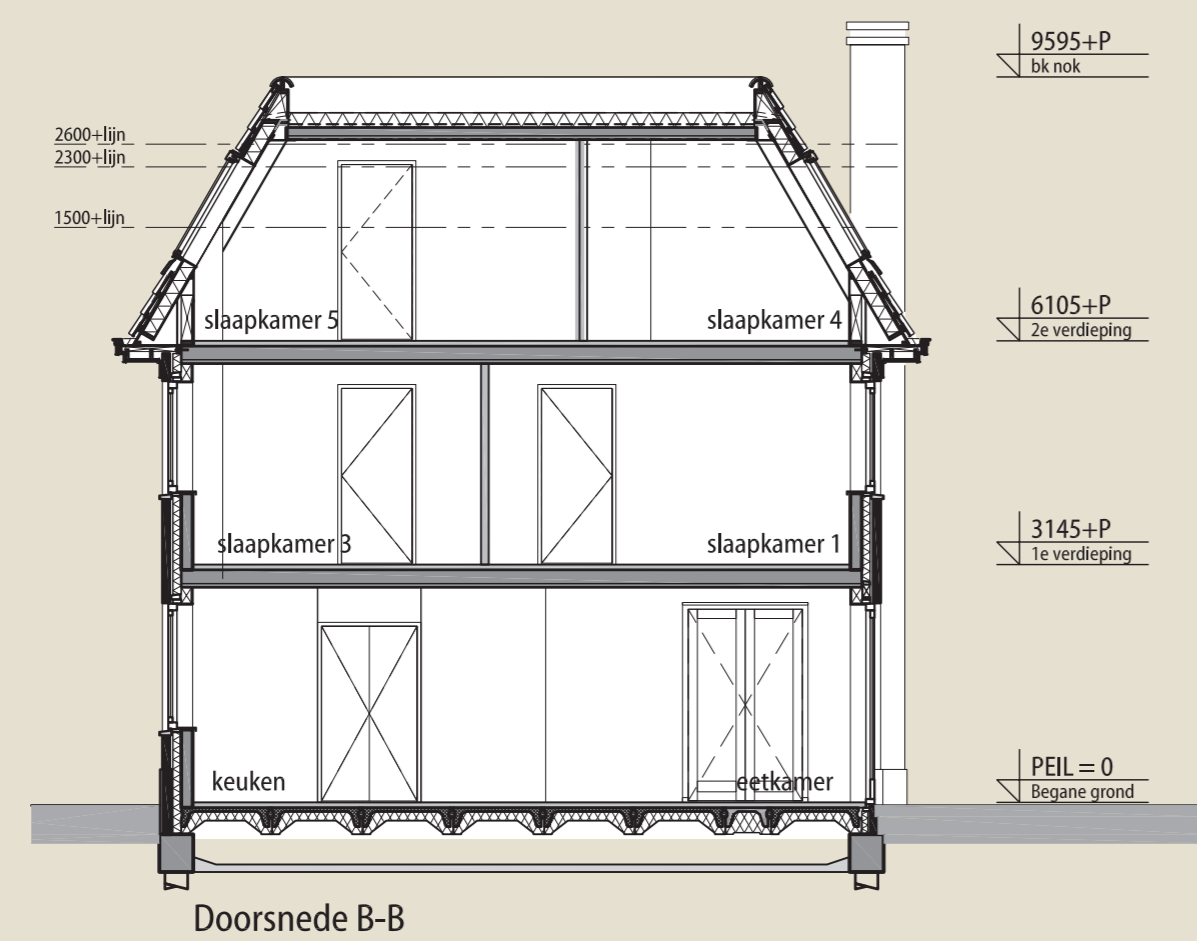 9595+P
bk nok
2600+lijn
2300+lijn
1500+lijn
slaapkamer 5
slaapkamer 4
6105+P
2e verdieping
slaapkamer 3
slaapkamer 1
3145+P
1e verdieping
keuken
eetkamer
PEIL = 0
Begane grond
Doorsnede B-B